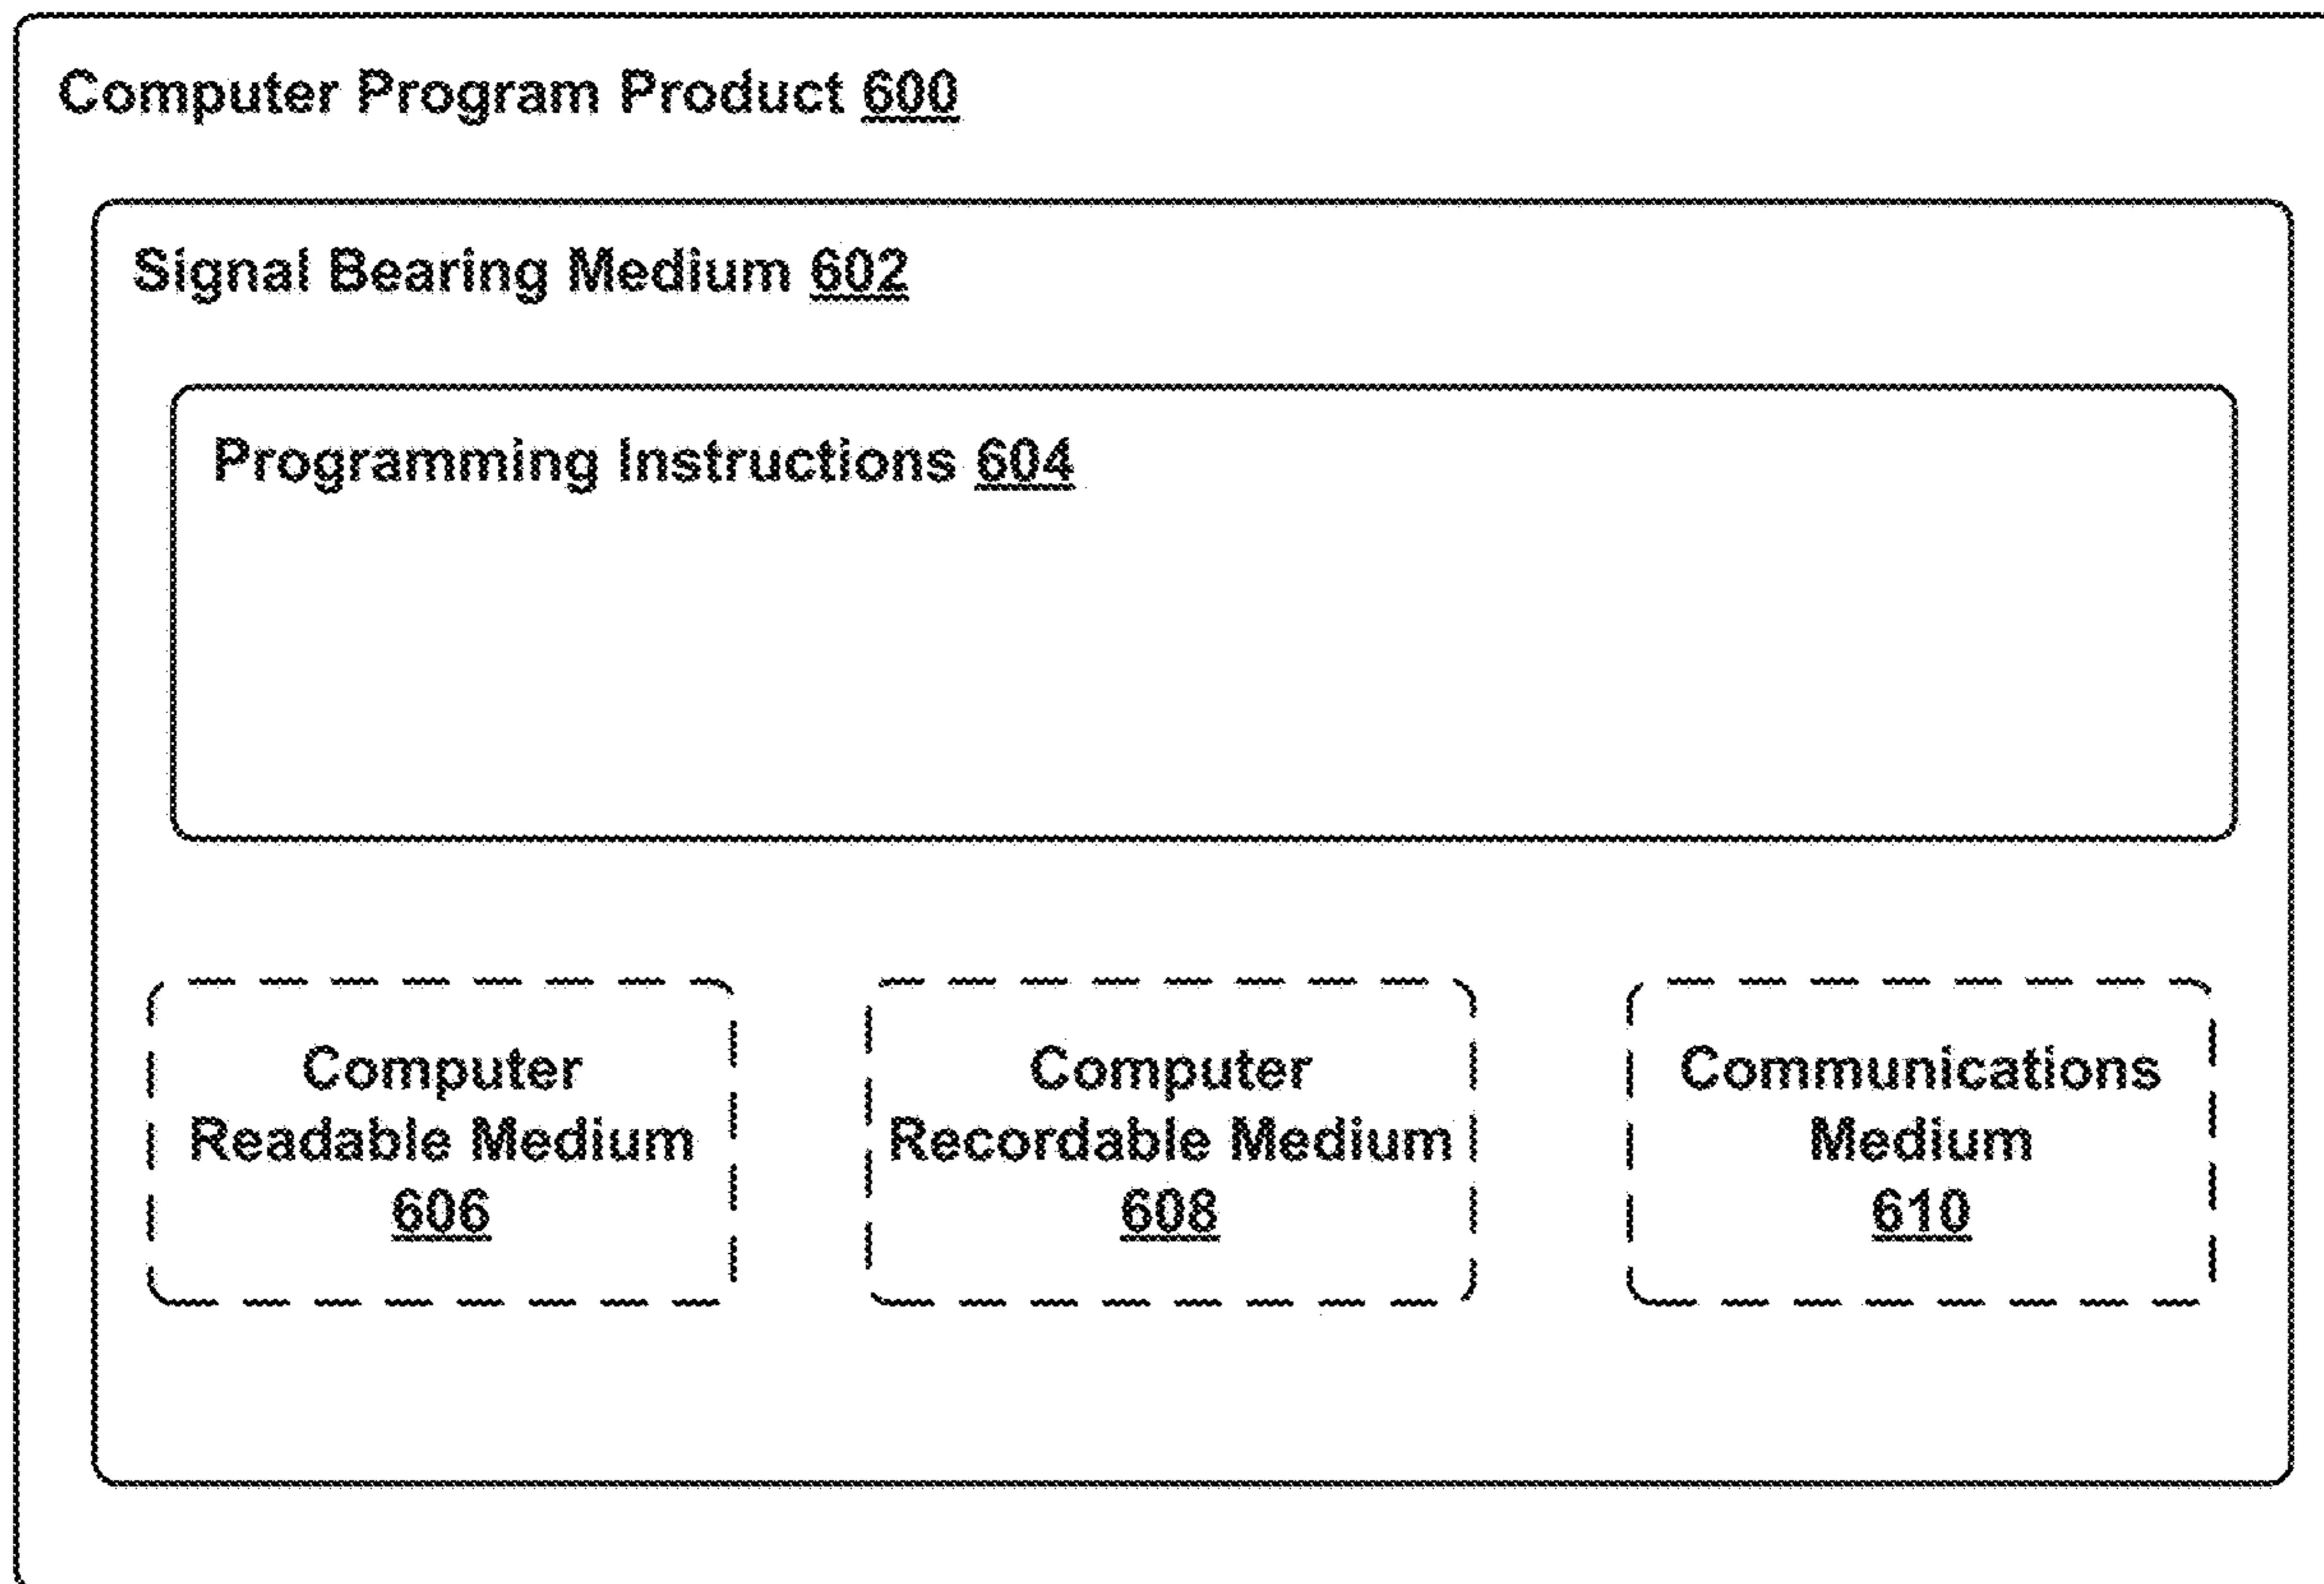 Computer Program Product 600
Signal Bearing Medium 602
Programming Instructions 604
Computer
Readable Medium
606
Computer
Recordable Medium
608
Communications
Medium
610